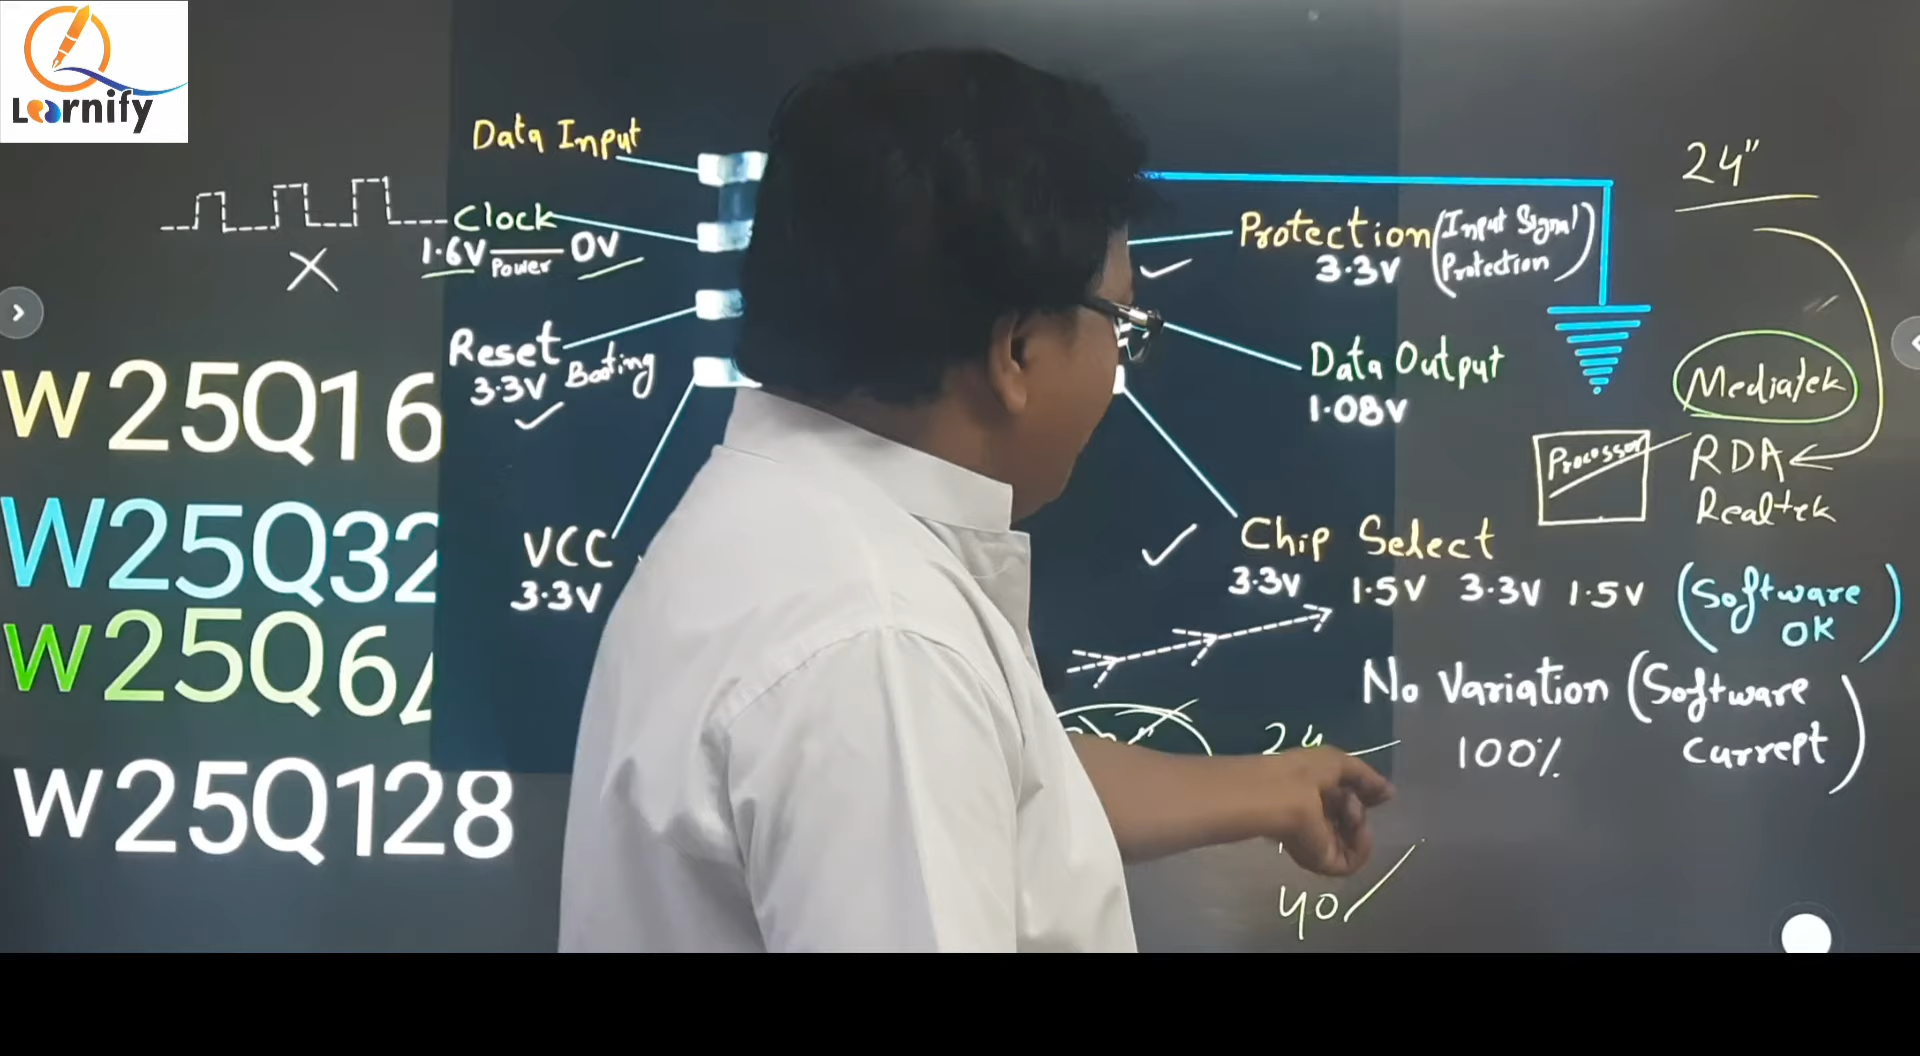 Learnify
Data Input
Clock
1.6V Power 0V
Reset
3.3V Booting
VCC
3.3V
W25Q16
W25Q32
W25Q6
W25Q128
Protection (Input Signal Protection)
3.3V
Data Output
1.08V
Chip Select
3.3V 1.5V 3.3V 1.5V (Software OK)
No Variation (Software Currept)
100%
24
40
24"
Mediatek
Processor
RDA
Realtek